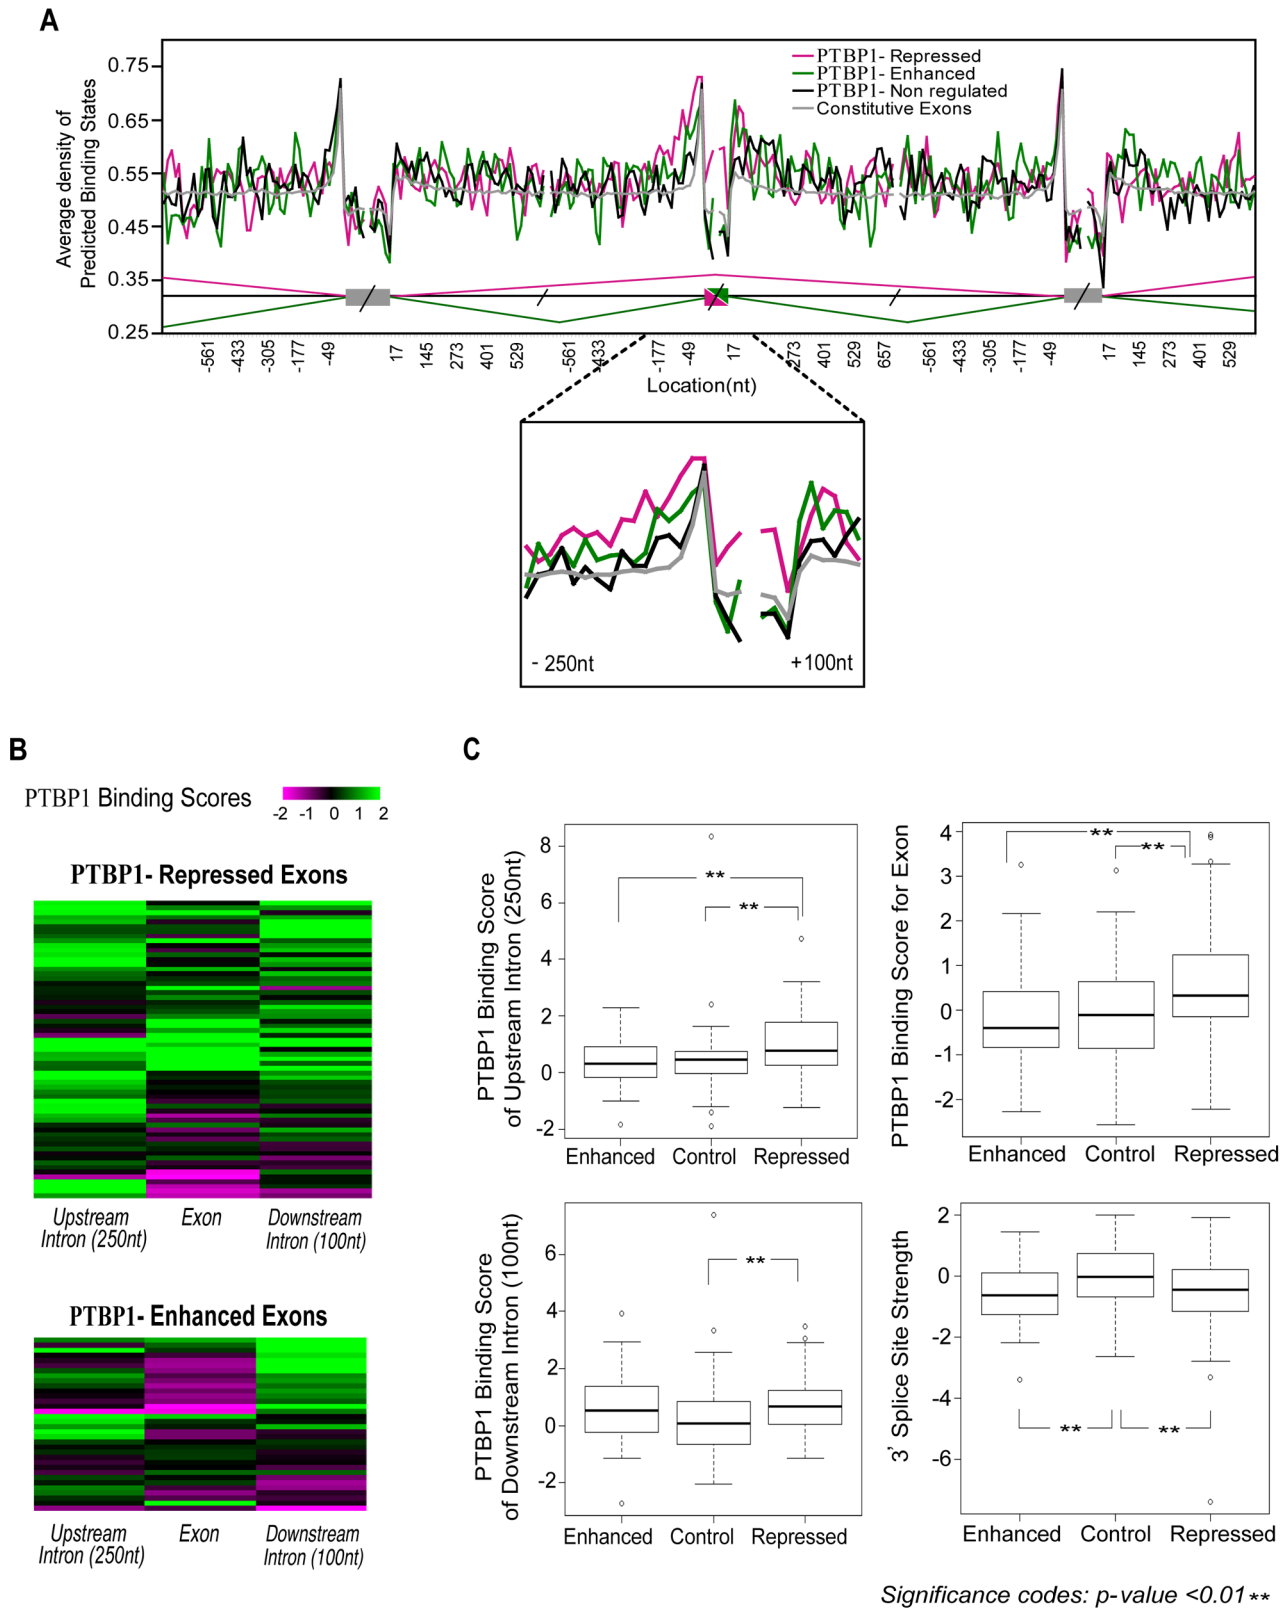 A
Average density of
Predicted Binding States
0.75
0.65
0.55
0.45
0.35
0.25
PTBP1- Repressed
PTBP1- Enhanced
PTBP1- Non regulated
Constitutive Exons
-561 -433 -305 -177 -49 17 145 273 401 529 -561 -433 -177 -49 17 273 401 529 657 -561 -433 -305 -177 -49 17 145 273 401 529
Location(nt)
- 250nt +100nt
B
PTBP1 Binding Scores
-2 -1 0 1 2
PTBP1- Repressed Exons
Upstream
Intron (250nt)
Exon
Downstream
Intron (100nt)
PTBP1- Enhanced Exons
Upstream
Intron (250nt)
Exon
Downstream
Intron (100nt)
C
PTBP1 Binding Score
of Upstream Intron (250nt)
8
6
4
2
0
-2
**
**
Enhanced Control Repressed
PTBP1 Binding Score for Exon
4
3
2
1
0
-1
-2
**
**
Enhanced Control Repressed
PTBP1 Binding Score
of Downstream Intron (100nt)
6
4
2
0
-2
**
Enhanced Control Repressed
3' Splice Site Strength
2
0
-2
-4
-6
** **
Enhanced Control Repressed
Significance codes: p-value <0.01 **